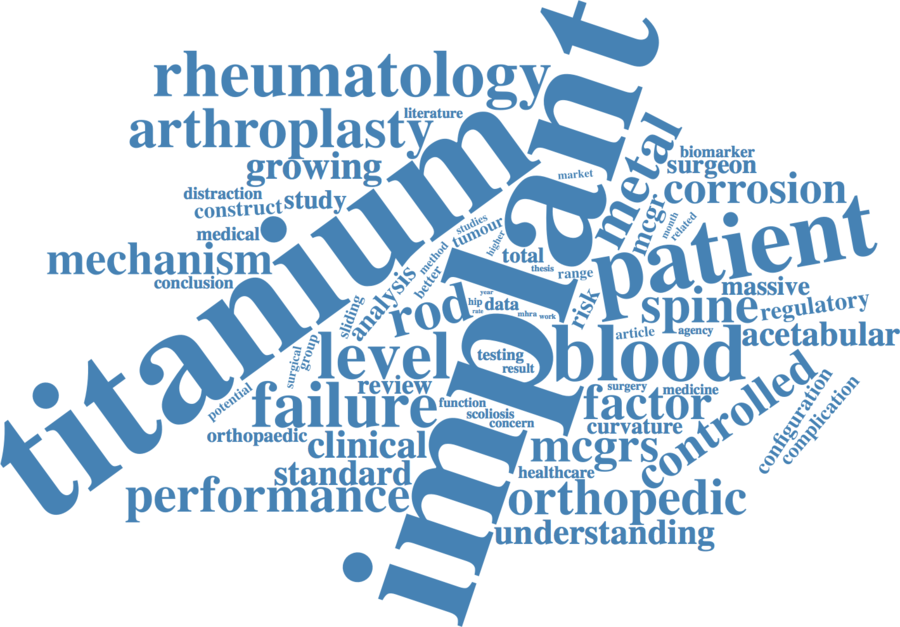 rheumatology
literature
arthroplasty
titanium
implant
growing
metal
biomarker
surgeon
market
distraction
study
construct
mcgr
corrosion
month
related
medical
studies
tumour
higher
patient
mechanism
method
total
thesis
range
conclusion
better
analysis
massive
year
rod
hip
data
rate
mhra
work
risk
spine
regulatory
sliding
article
agency
acetabular
group
surgical
level
testing
result
blood
review
potential
failure
function
scoliosis
concern
surgery
medicine
factor
controlled
configuration
complication
curvature
orthopaedic
clinical
mcgrs
standard
healthcare
performance
orthopedic
understanding